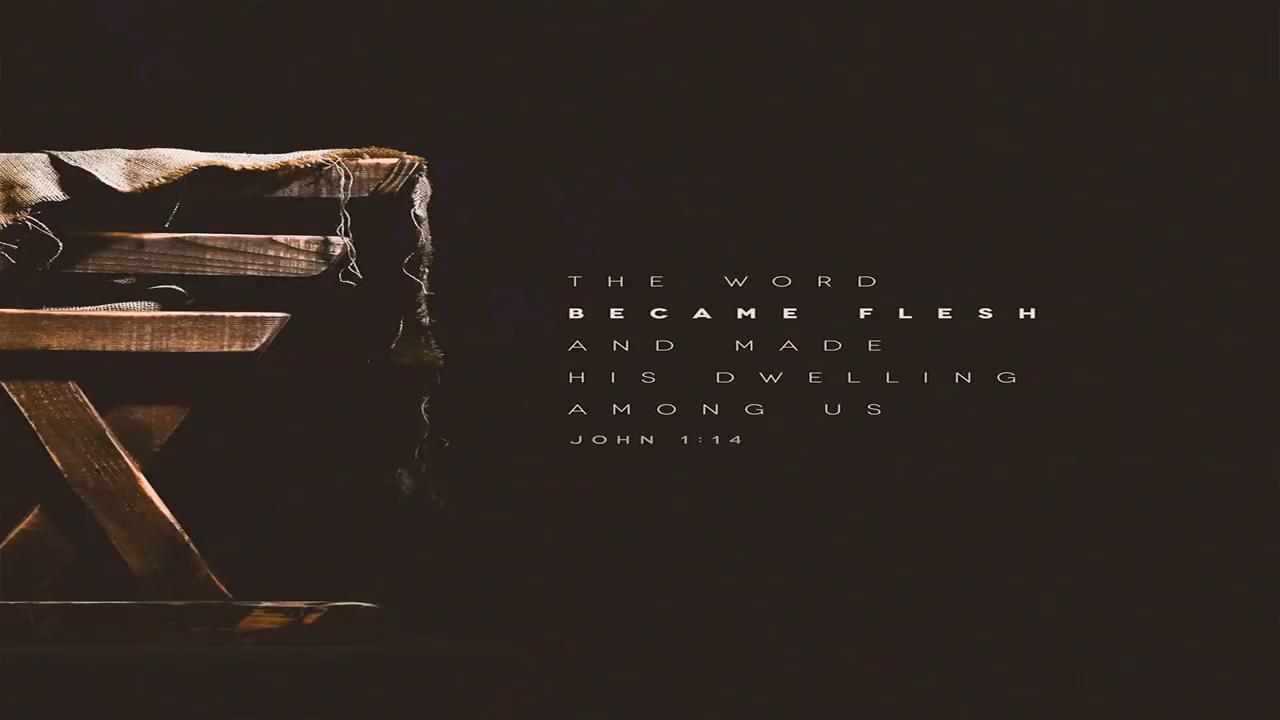 THE WORD
BECAME FLESH
AND MADE
HIS DWELLING
AMONG US
JOHN 1:14